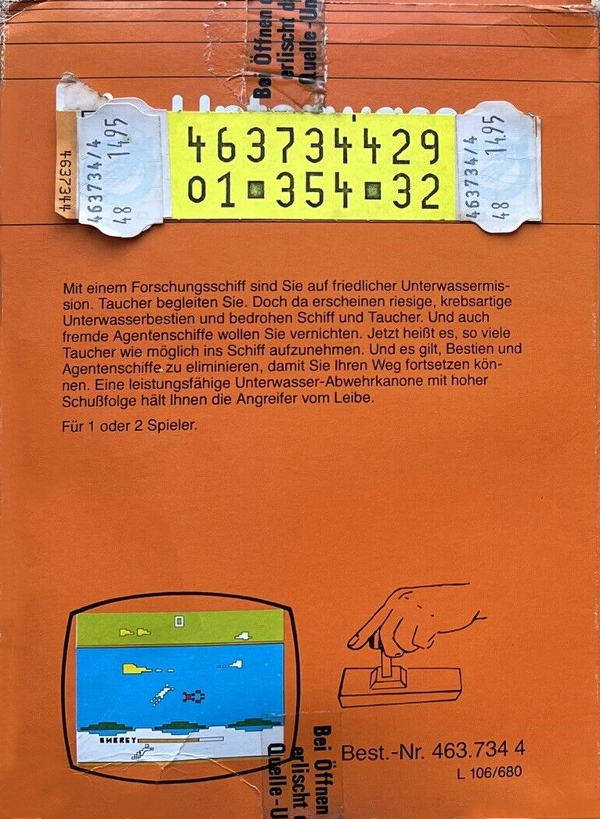 Bei Öffnen
erlischt d
Quelle-Un
463734429
01 354 32
463734/4
48 1495
463734/4
48 1495
4637344
Mit einem Forschungsschiff sind Sie auf friedlicher Unterwassermis-
sion. Taucher begleiten Sie. Doch da erscheinen riesige, krebsartige
Unterwasserbestien und bedrohen Schiff und Taucher. Und auch
fremde Agentenschiffe wollen Sie vernichten. Jetzt heißt es, so viele
Taucher wie möglich ins Schiff aufzunehmen. Und es gilt, Bestien und
Agentenschiffe zu eliminieren, damit Sie Ihren Weg fortsetzen kön-
nen. Eine leistungsfähige Unterwasser-Abwehrkanone mit hoher
Schußfolge hält Ihnen die Angreifer vom Leibe.
Für 1 oder 2 Spieler.
0
ENERGY
Bei Öffnen
erlischt d
Quelle-U
Best.-Nr. 463.734 4
L 106/680